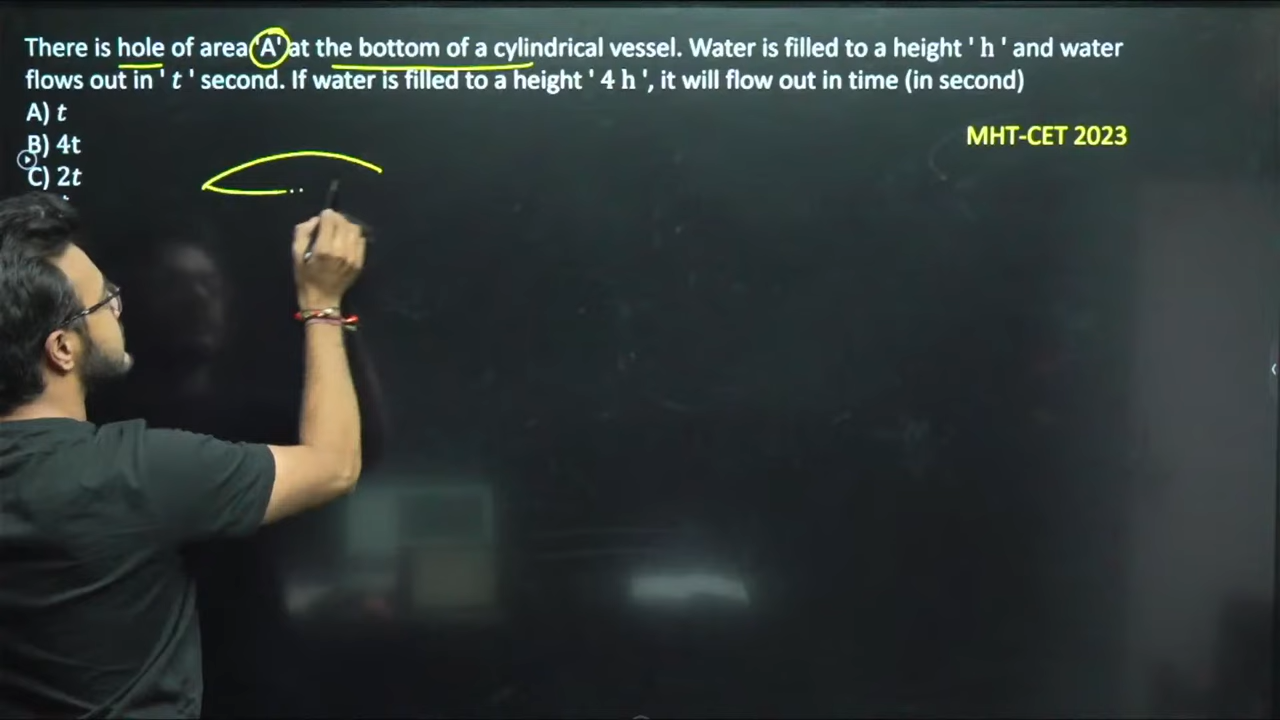 There is hole of area 'A' at the bottom of a cylindrical vessel. Water is filled to a height ' h ' and water
flows out in ' t ' second. If water is filled to a height ' 4 h ', it will flow out in time (in second)
A) t
MHT-CET 2023
B) 4t
C) 2t